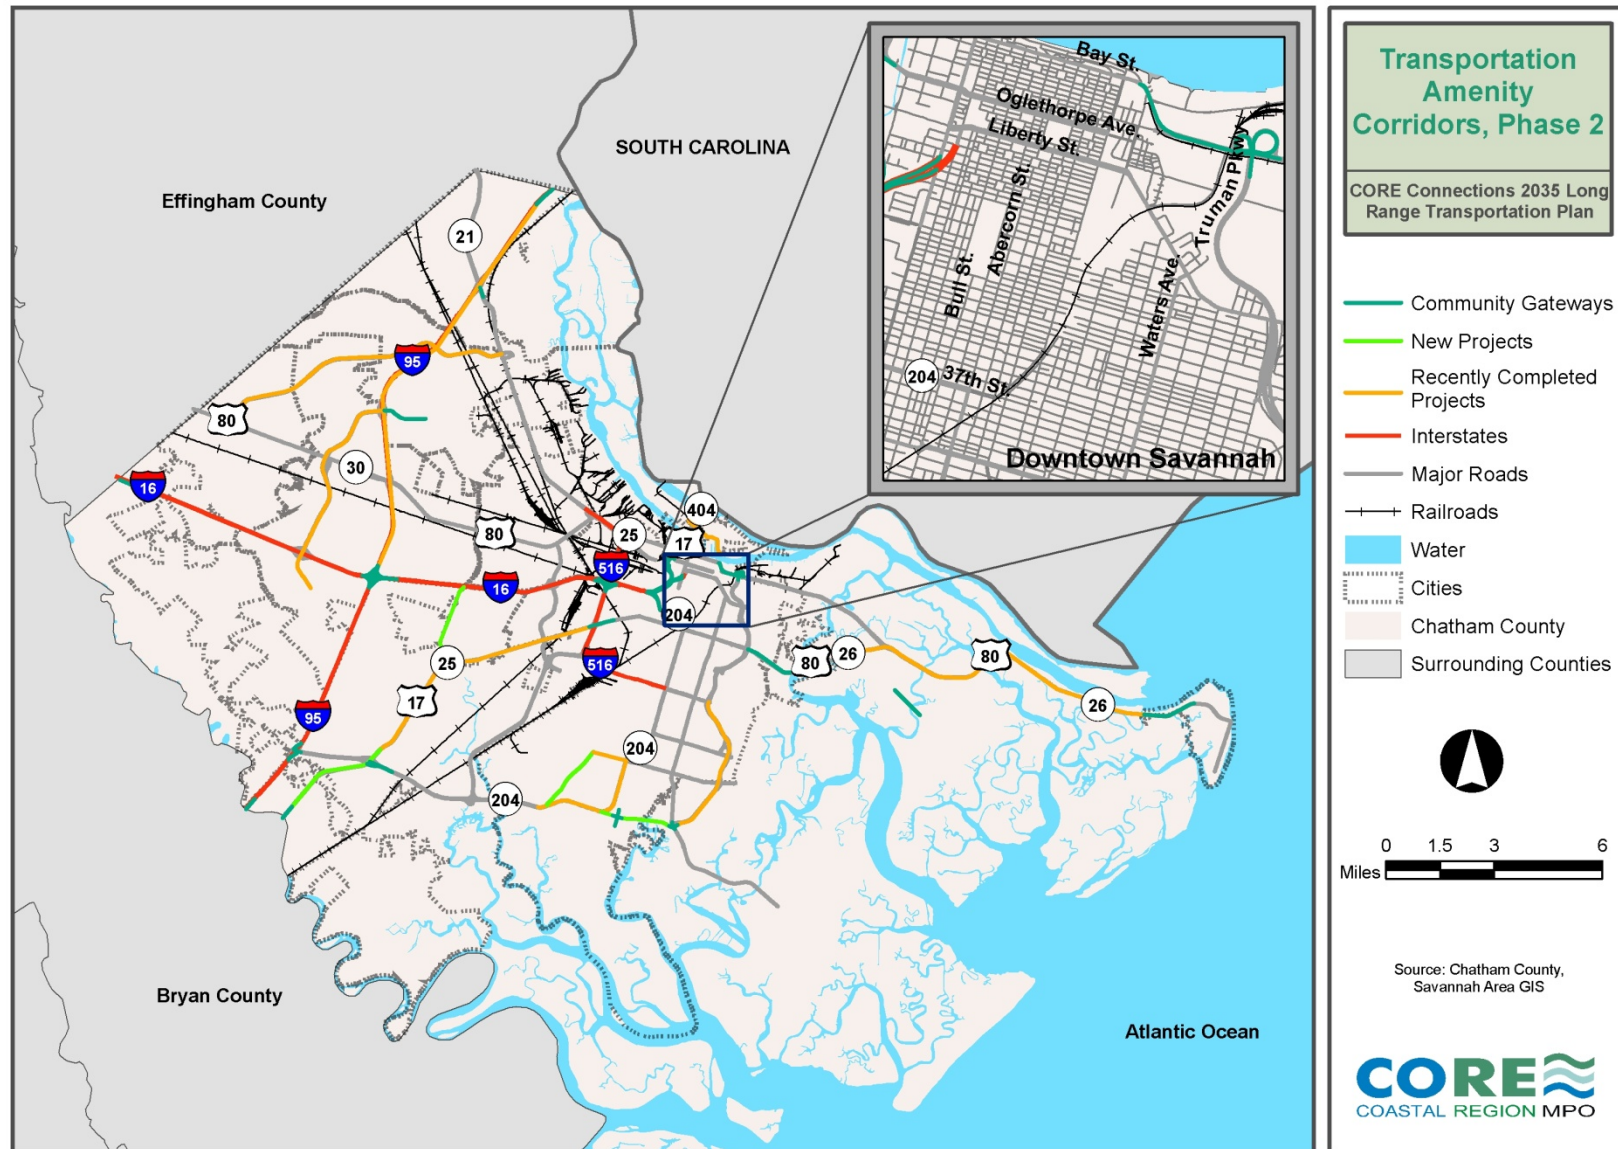 Transportation
Amenity
Corridors, Phase 2
CORE Connections 2035 Long
Range Transportation Plan
Community Gateways
New Projects
Recently Completed
Projects
Interstates
Major Roads
Railroads
Water
Cities
Chatham County
Surrounding Counties
0 1.5 3 6
Miles
Source: Chatham County,
Savannah Area GIS
CORE
COASTAL REGION MPO
SOUTH CAROLINA
Effingham County
Bryan County
Atlantic Ocean
Bay St.
Oglethorpe Ave.
Liberty St.
Abercorn St.
Bull St.
Truman Pkwy
Waters Ave.
204
37th St.
Downtown Savannah
21
95
80
30
16
80
404
25
17
516
16
204
25
516
17
95
80
26
80
26
204
204